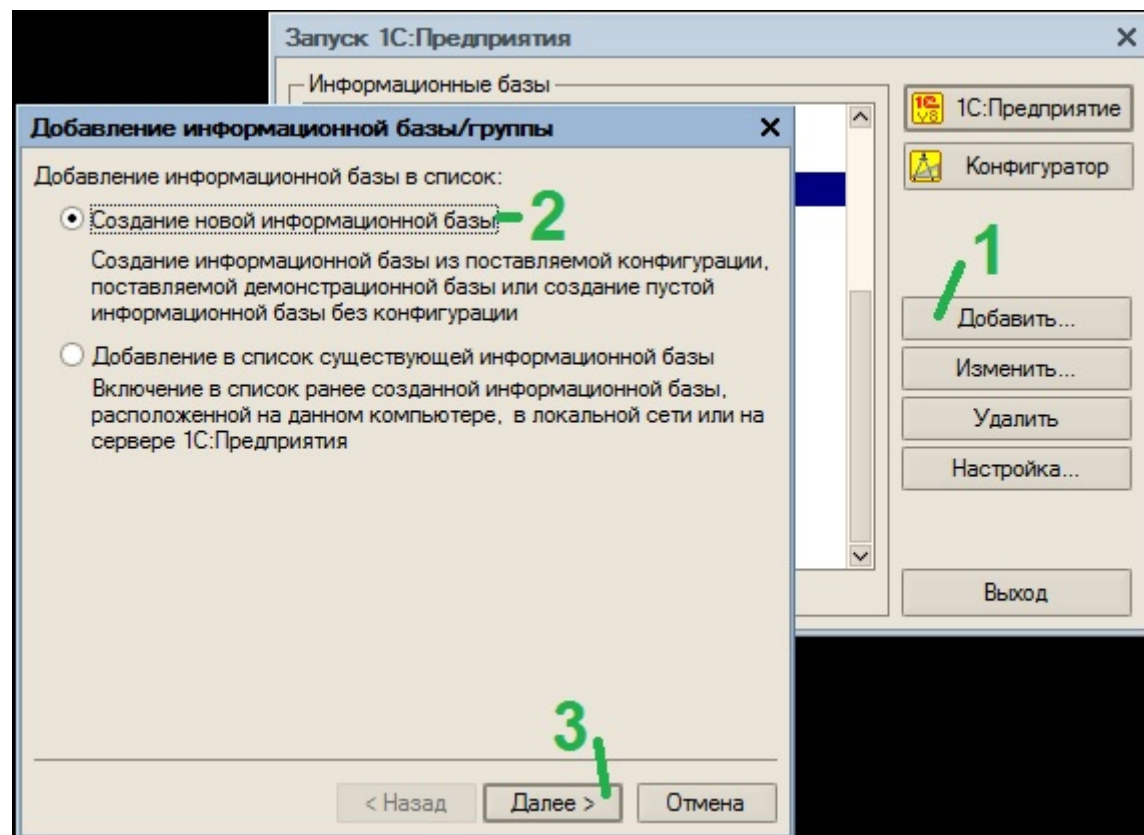 Запуск 1С:Предприятия
Информационные базы
1С:Предприятие
Конфигуратор
1
Добавить...
Изменить...
Удалить
Настройка...
Выход
Добавление информационной базы/группы
Добавление информационной базы в список:
Создание новой информационной базы
2
Создание информационной базы из поставляемой конфигурации,
поставляемой демонстрационной базы или создание пустой
информационной базы без конфигурации
Добавление в список существующей информационной базы
Включение в список ранее созданной информационной базы,
расположенной на данном компьютере, в локальной сети или на
сервере 1С:Предприятия
3
< Назад
Далее >
Отмена